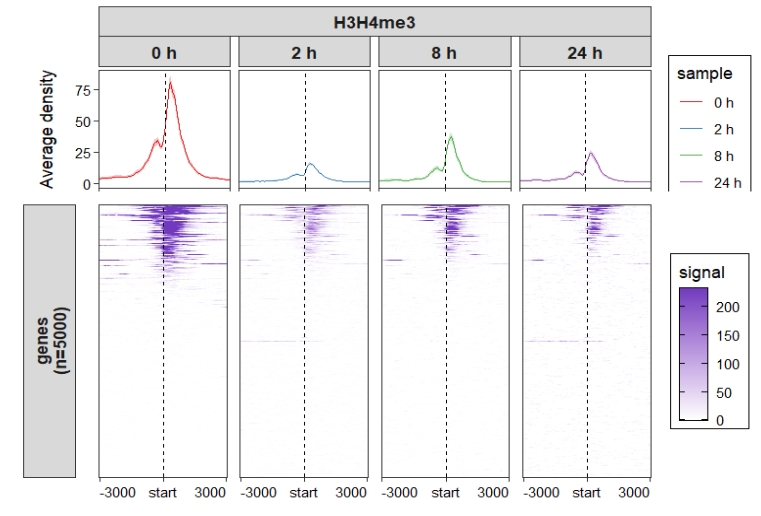 H3H4me3
0 h 2 h 8 h 24 h
Average density
75
50
25
0
sample
0 h
2 h
8 h
24 h
genes
(n=5000)
signal
200
150
100
50
0
-3000 start 3000 -3000 start 3000 -3000 start 3000 -3000 start 3000